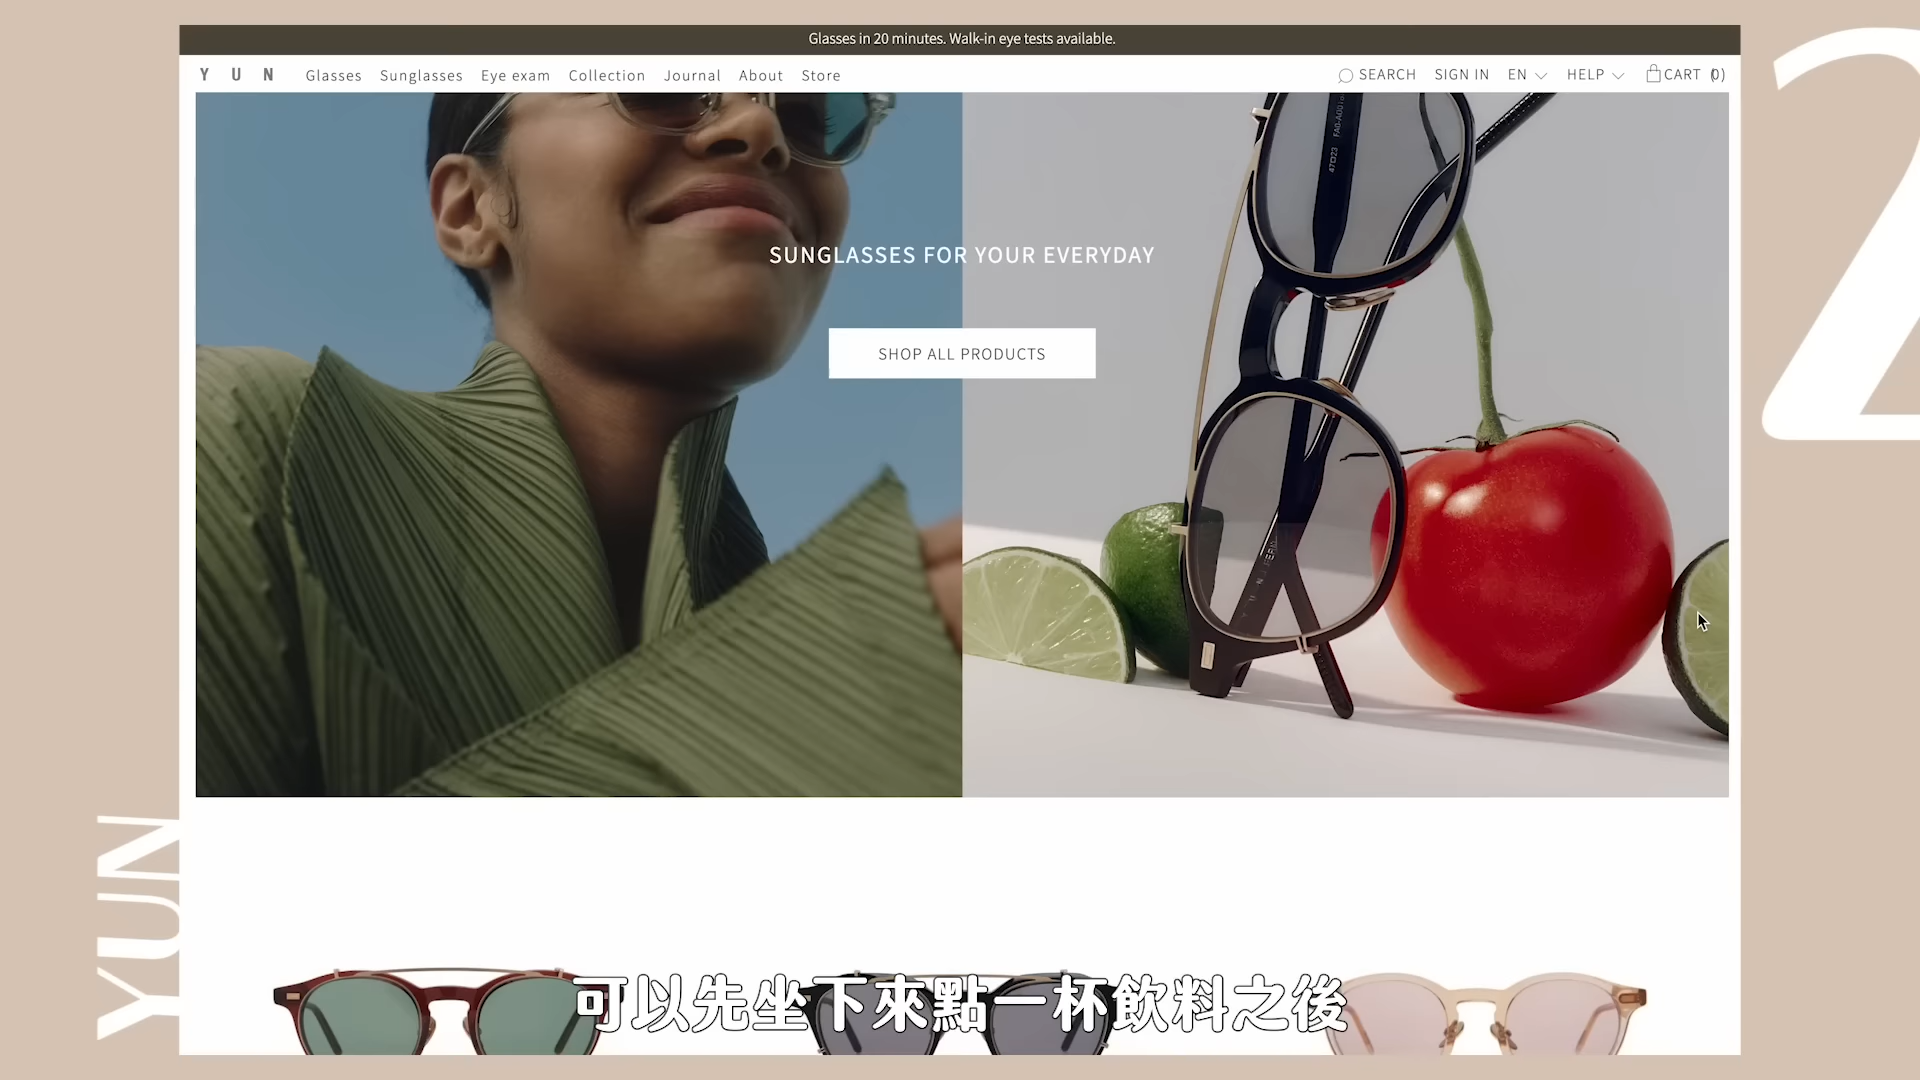 Glasses in 20 minutes. Walk-in eye tests available.
Y U N Glasses Sunglasses Eye exam Collection Journal About Store SEARCH SIGN IN EN HELP CART (0)
2
SUNGLASSES FOR YOUR EVERYDAY
SHOP ALL PRODUCTS
YUN
可以先坐下來點一杯飲料之後